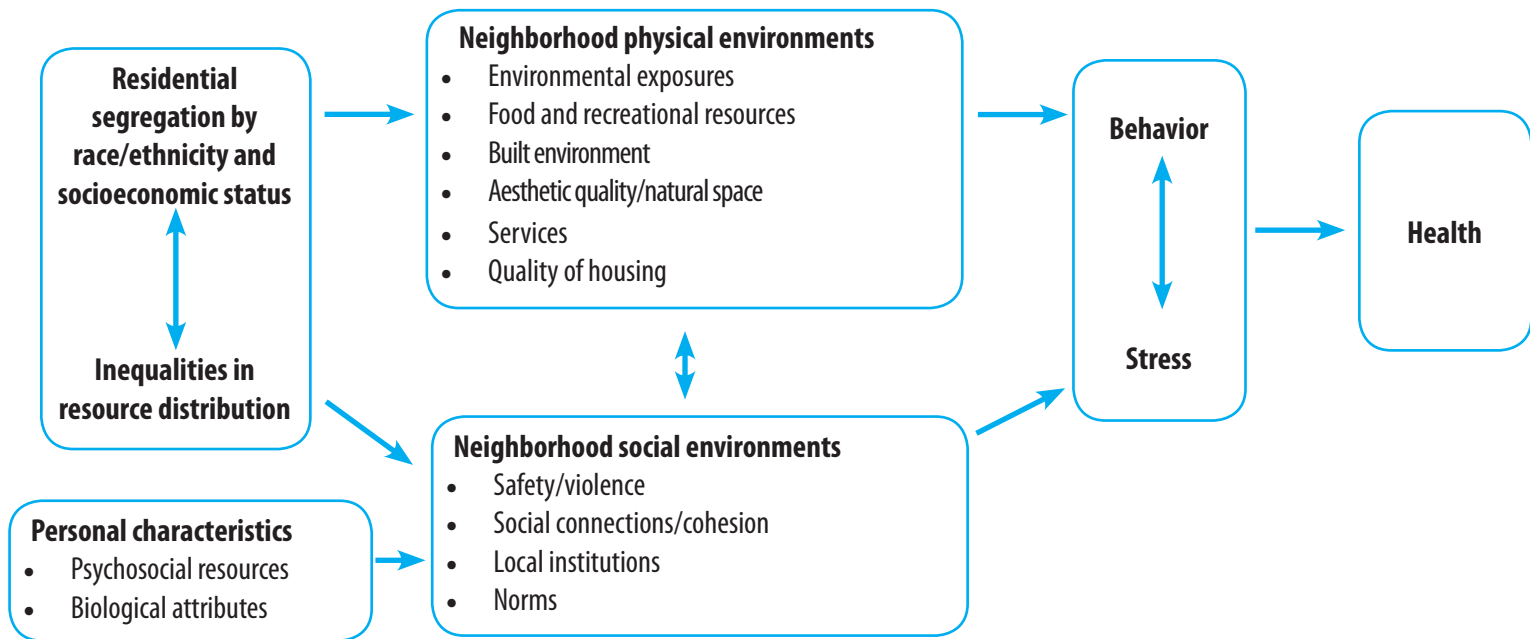 Residential
segregation by
race/ethnicity and
socioeconomic status
Inequalities in
resource distribution
Personal characteristics
• Psychosocial resources
• Biological attributes
Neighborhood physical environments
• Environmental exposures
• Food and recreational resources
• Built environment
• Aesthetic quality/natural space
• Services
• Quality of housing
Neighborhood social environments
• Safety/violence
• Social connections/cohesion
• Local institutions
• Norms
Behavior
Stress
Health